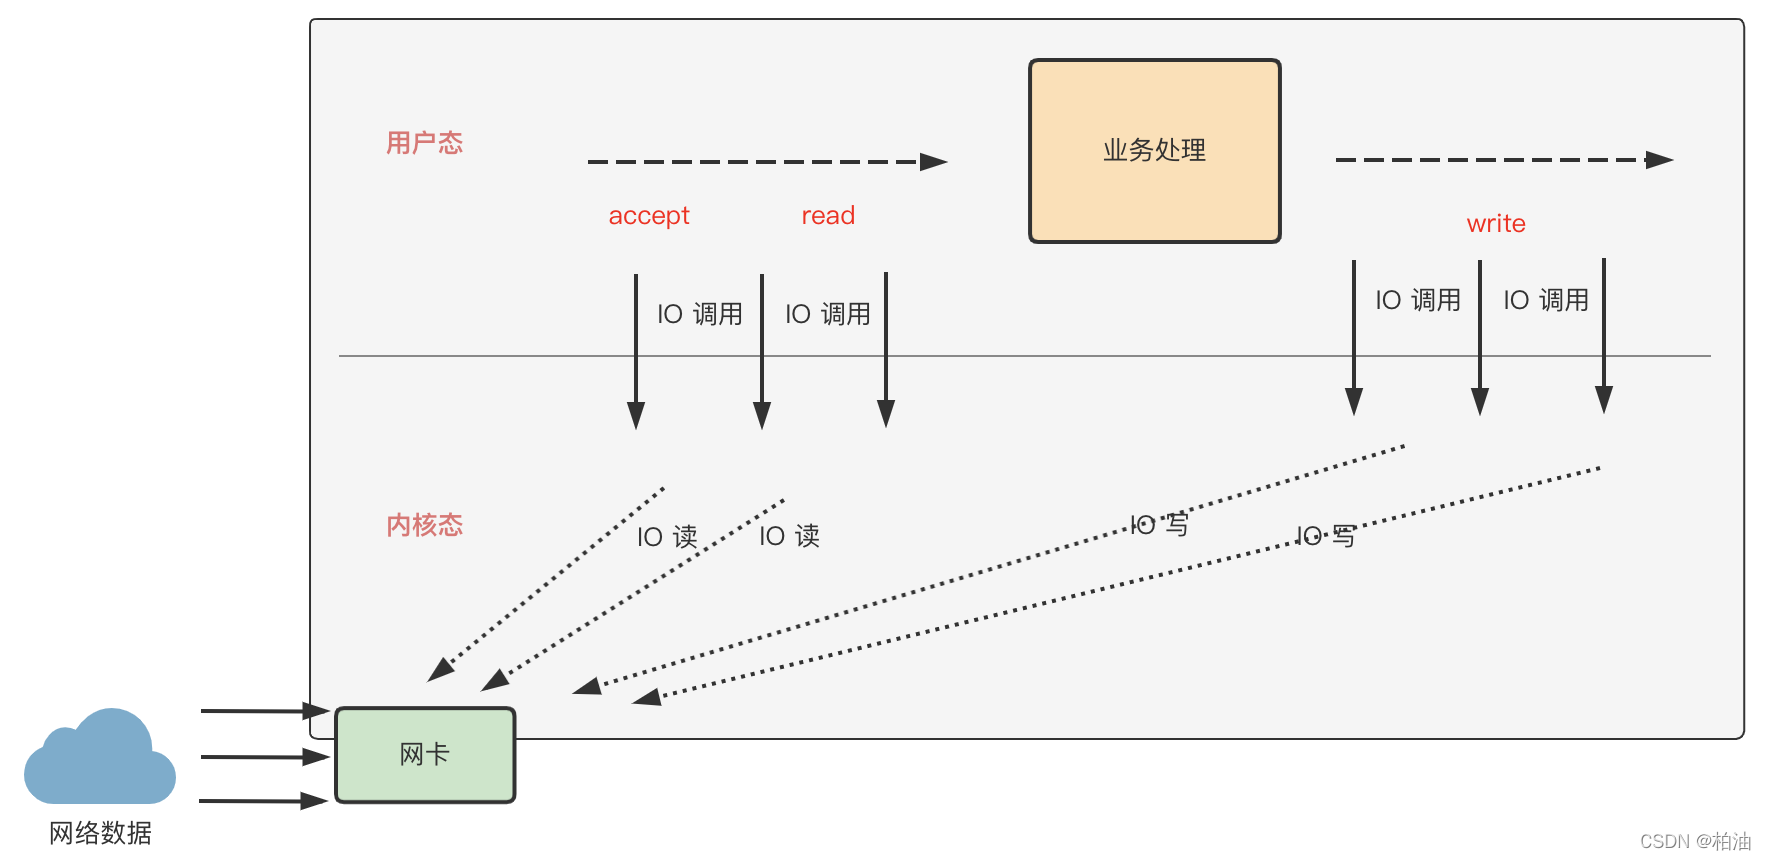 用户态
业务处理
accept
read
write
IO 调用
IO 调用
IO 调用
IO 调用
内核态
IO 读
IO 读
IO 写
IO 写
网卡
网络数据
CSDN @柏油